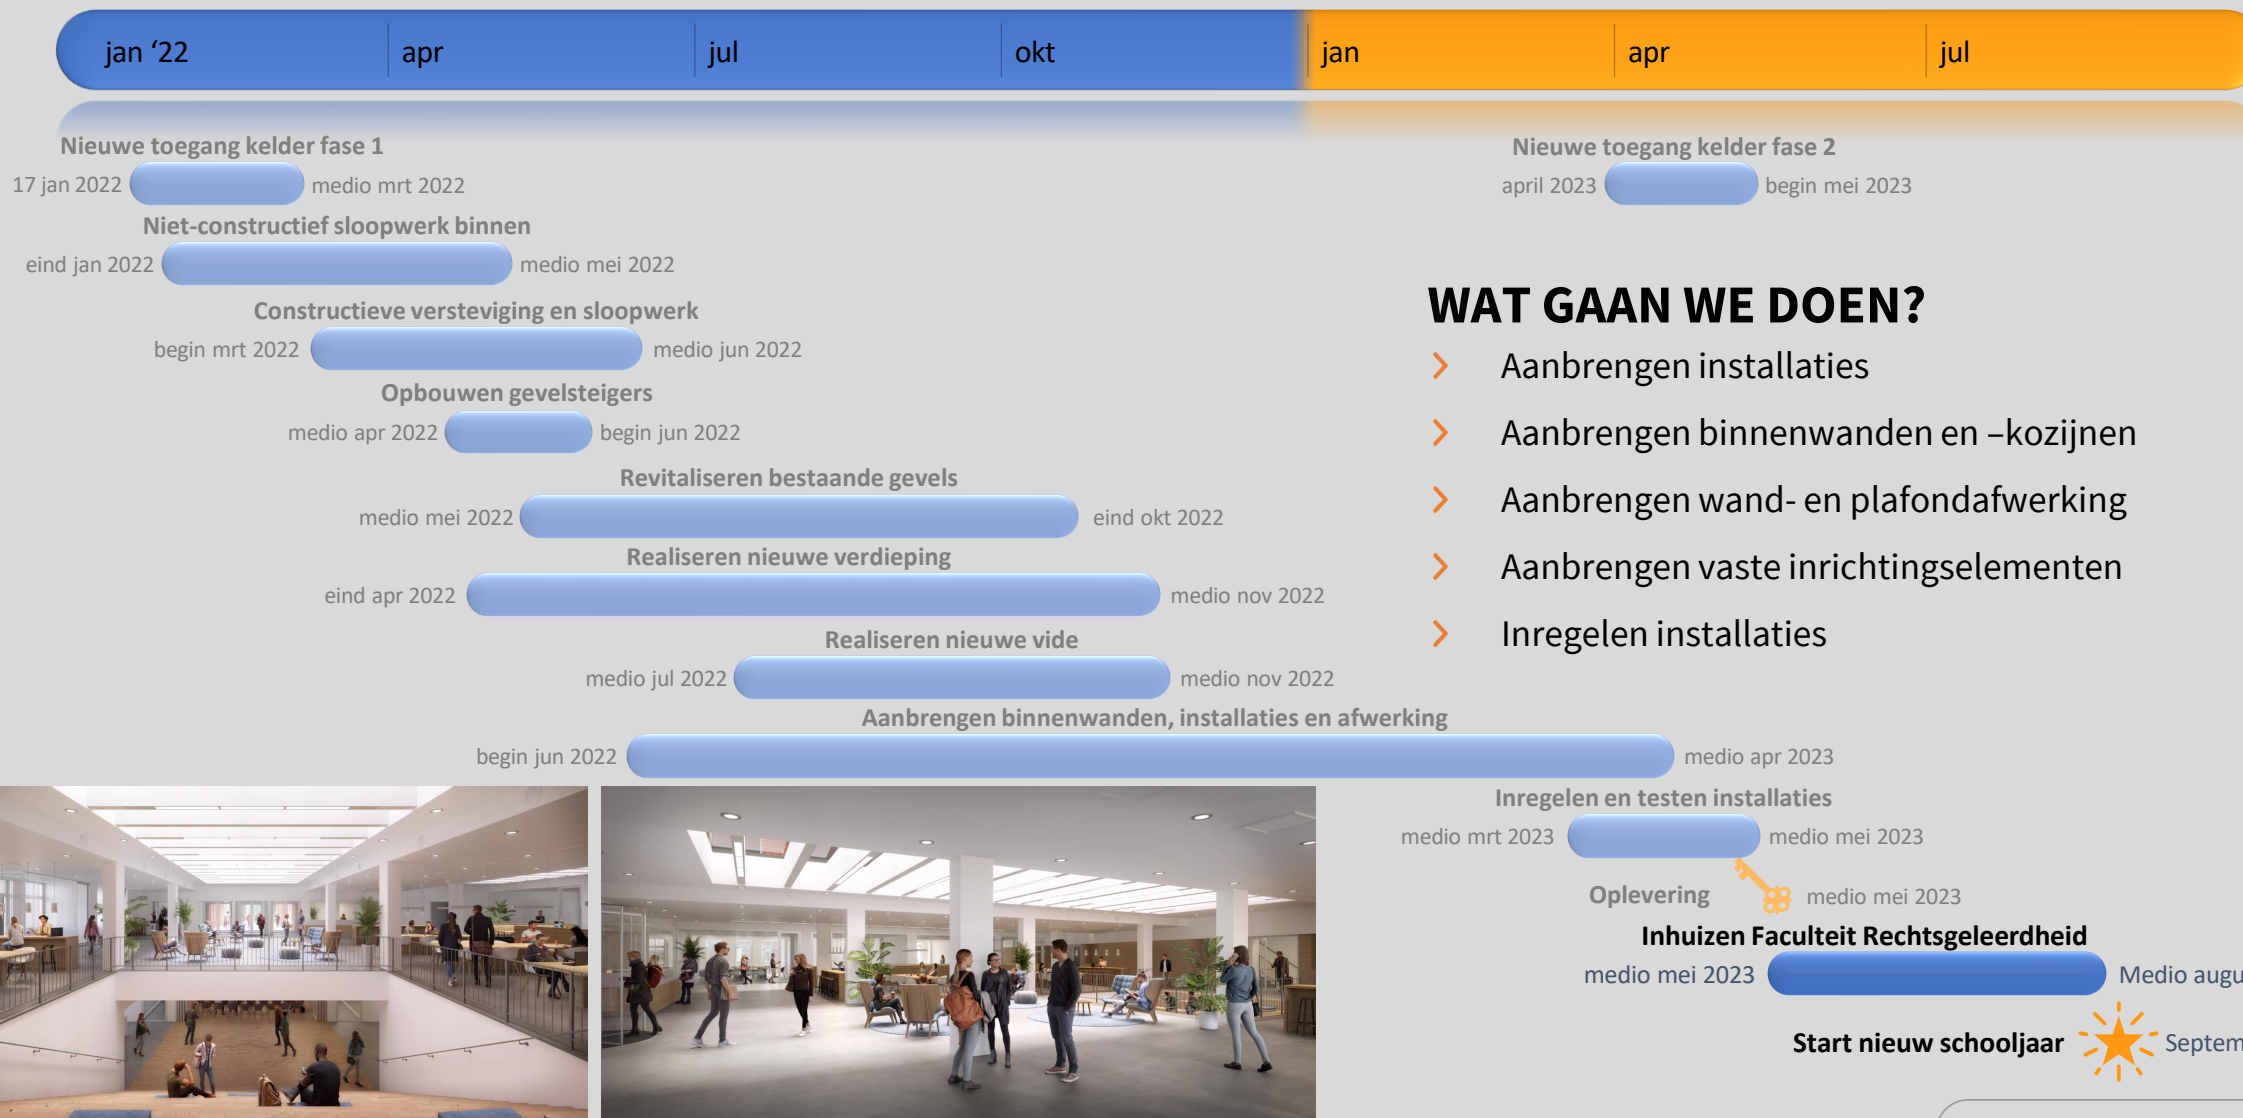 jan ‘22
apr
jul
okt
jan
apr
jul
Nieuwe toegang kelder fase 1
17 jan 2022
medio mrt 2022
Nieuwe toegang kelder fase 2
april 2023
begin mei 2023
Niet-constructief sloopwerk binnen
eind jan 2022
medio mei 2022
Constructieve versteviging en sloopwerk
begin mrt 2022
medio jun 2022
Opbouwen gevelsteigers
medio apr 2022
begin jun 2022
Revitaliseren bestaande gevels
medio mei 2022
eind okt 2022
Realiseren nieuwe verdieping
eind apr 2022
medio nov 2022
Realiseren nieuwe vide
medio jul 2022
medio nov 2022
WAT GAAN WE DOEN?
Aanbrengen installaties
Aanbrengen binnenwanden en –kozijnen
Aanbrengen wand- en plafondafwerking
Aanbrengen vaste inrichtingselementen
Inregelen installaties
Aanbrengen binnenwanden, installaties en afwerking
begin jun 2022
medio apr 2023
Inregelen en testen installaties
medio mrt 2023
medio mei 2023
Oplevering
medio mei 2023
Inhuizen Faculteit Rechtsgeleerdheid
medio mei 2023
Medio augu
Start nieuw schooljaar
Septem